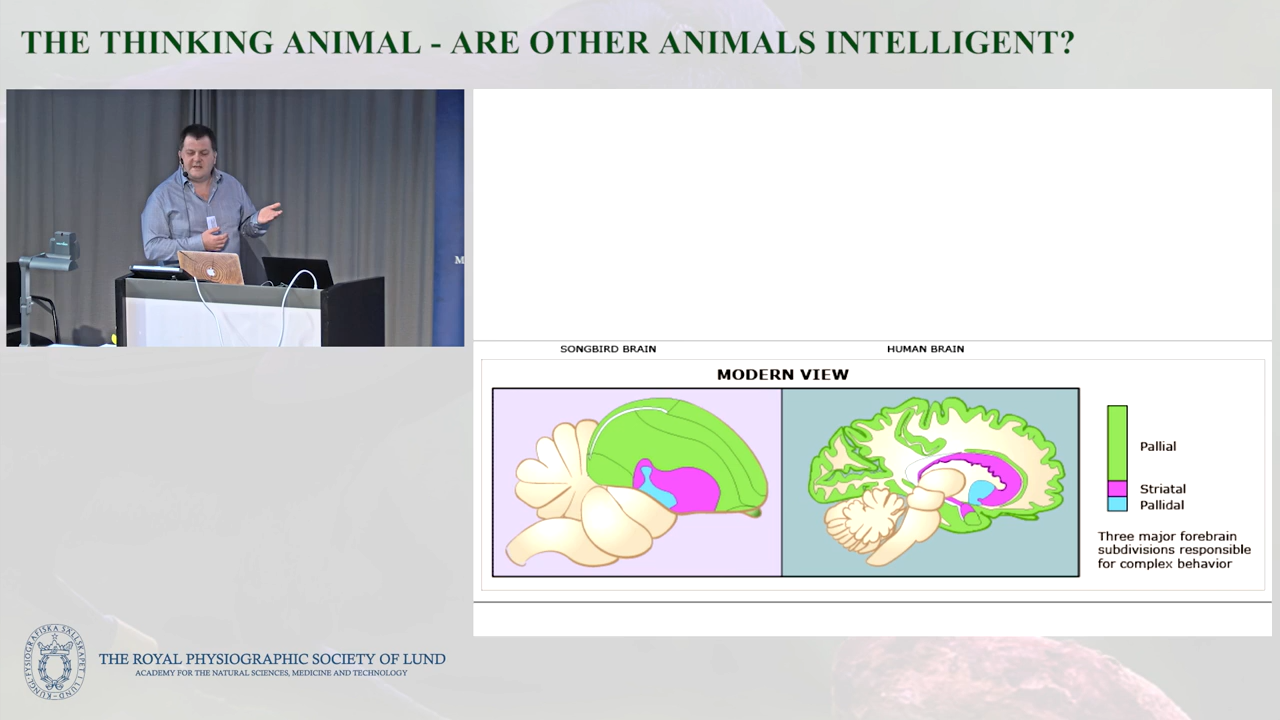 THE THINKING ANIMAL - ARE OTHER ANIMALS INTELLIGENT?
M
SONGBIRD BRAIN
HUMAN BRAIN
MODERN VIEW
Pallial
Striatal
Pallidal
Three major forebrain
subdivisions responsible
for complex behavior
THE ROYAL PHYSIOGRAPHIC SOCIETY OF LUND
ACADEMY FOR THE NATURAL SCIENCES, MEDICINE AND TECHNOLOGY